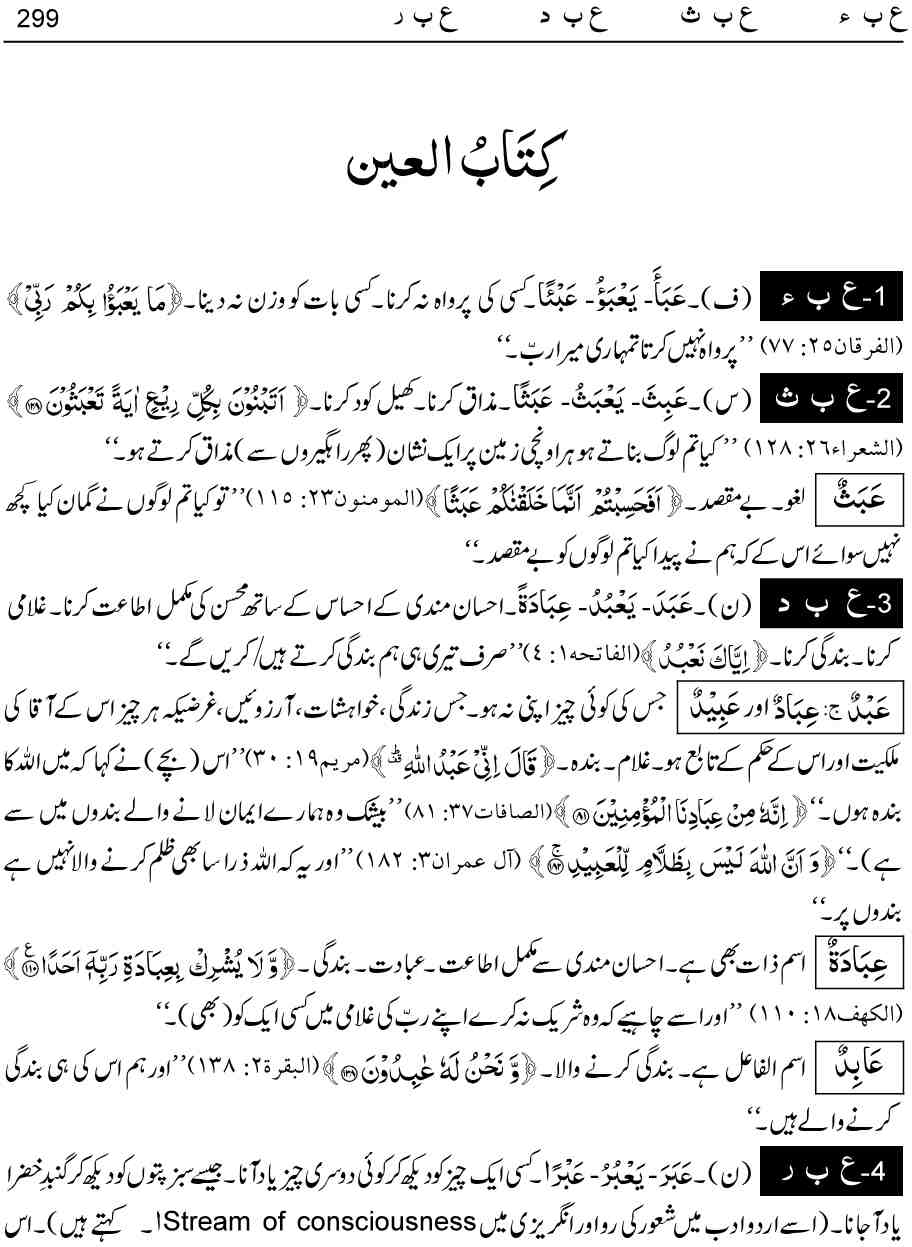 ع ب ء ع ب ث ع ب د ع ب ر 299
کِتَابُ العین
1-ع ب ء (ف)۔عَبَأَ- یَعْبَؤُ- عَبْئًا۔کسی کی پرواہ نہ کرنا۔کسی بات کو وزن نہ دینا۔﴿مَا یَعْبَؤُا بِکُمْ رَبِّیْ﴾
(الفرقان۲۵: ۷۷) ’’پرواہ نہیں کرتا تمہاری میرا ربّ۔‘‘
2-ع ب ث (س)۔عَبِثَ- یَعْبَثُ- عَبَثًا۔مذاق کرنا۔کھیل کود کرنا۔﴿اَتَبْنُوْنَ بِکُلِّ رِیْعٍ اٰیَةً تَعْبَثُوْنَ ۱۲۸﴾
(الشعراء۲۶: ۱۲۸) ’’کیا تم لوگ بناتے ہو ہر اونچی زمین پر ایک نشان (پھر راہگیروں سے) مذاق کرتے ہو۔‘‘
عَبَثٌ لغو۔ بے مقصد۔﴿اَفَحَسِبْتُمْ اَنَّمَا خَلَقْنٰکُمْ عَبَثًا﴾(المومنون۲۳: ۱۱۵)’’تو کیا تم لوگوں نے گمان کیا کچھ
نہیں سوائے اس کے کہ ہم نے پیدا کیا تم لوگوں کو بے مقصد۔‘‘
3-ع ب د (ن)۔عَبَدَ- یَعْبُدُ- عِبَادَةً۔احسان مندی کے احساس کے ساتھ محسن کی مکمل اطاعت کرنا۔ غلامی
کرنا۔ بندگی کرنا۔﴿اِیَّاكَ نَعْبُدُ﴾(الفاتحہ۱: ٤)’’صرف تیری ہی ہم بندگی کرتے ہیں/کریں گے۔‘‘
عَبْدٌ ج: عِبَادٌ اور عَبِیْدٌ جس کی کوئی چیز اپنی نہ ہو۔جس زندگی، خواہشات، آرزوئیں، غرضیکہ ہر چیز اس کے آقا کی
ملکیت اور اس کے حکم کے تابع ہو۔غلام۔ بندہ۔﴿قَالَ اِنِّیْ عَبْدُ اللّٰهِ﴾(مریم۱۹: ۳۰)’’اس (بچے) نے کہا کہ میں اللہ کا
بندہ ہوں۔‘‘﴿اِنَّهٗ مِنْ عِبَادِنَا الْمُؤْمِنِیْنَ ۸۱﴾(الصافات۳۷: ۸۱)’’بیشک وہ ہمارے ایمان لانے والے بندوں میں سے
ہے)۔‘‘﴿وَ اَنَّ اللّٰهَ لَیْسَ بِظَلَّامٍ لِّلْعَبِیْدِ ۱۸۲ۚ﴾ (آل عمران۳: ۱۸۲)’’اور یہ کہ اللہ ذرا سا بھی ظلم کرنے والا نہیں ہے
بندوں پر۔‘‘
عِبَادَةٌ اسم ذات بھی ہے۔احسان مندی سے مکمل اطاعت۔عبادت۔ بندگی۔﴿وَّ لَا یُشْرِكْ بِعِبَادَةِ رَبِّهٖۤ اَحَدًا ۱۱۰ع﴾
(الکھف۱۸: ۱۱۰) ’’اور اسے چاہیے کہ وہ شریک نہ کرے اپنے ربّ کی غلامی میں کسی ایک کو (بھی)۔‘‘
عَابِدٌ اسم الفاعل ہے۔ بندگی کرنے والا۔﴿وَّ نَحْنُ لَهٗ عٰبِدُوْنَ ۱۳۸﴾(البقرة۲: ۱۳۸)’’اور ہم اس کی ہی بندگی
کرنے والے ہیں۔‘‘
4-ع ب ر (ن)۔عَبَرَ- یَعْبُرُ- عَبْرًا۔کسی ایک چیز کو دیکھ کر کوئی دوسری چیز یاد آنا۔جیسے سبز پتوں کو دیکھ کر گنبدِ خضرا
یاد آ جانا۔(اسے اردو ادب میں شعور کی رو اور انگریزی میں Stream of consciousnessا۔ کہتے ہیں)۔اس